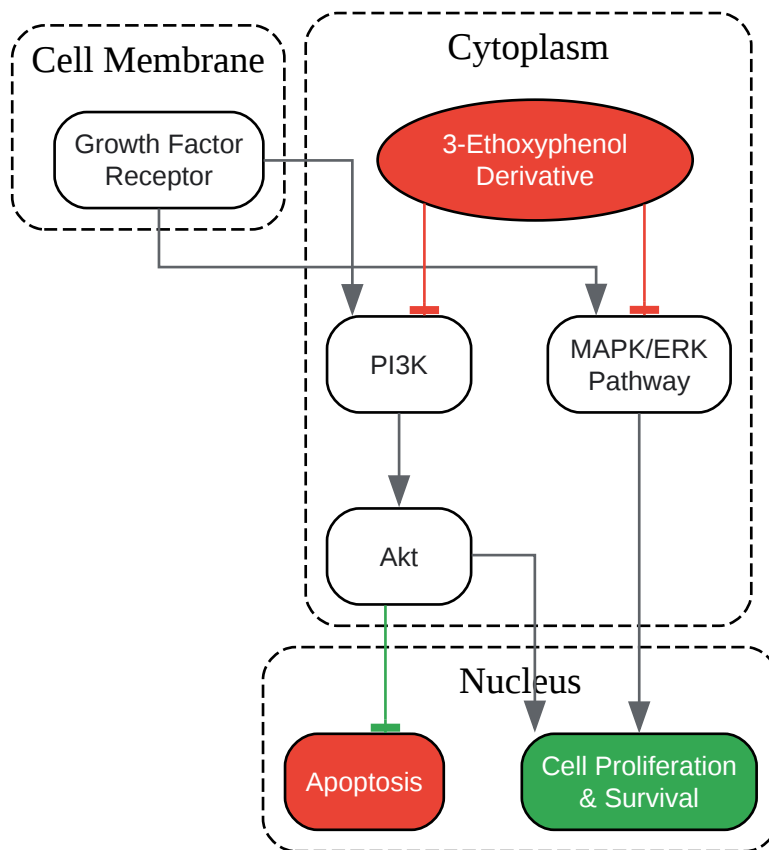 Cell Membrane
Cytoplasm
Growth Factor
Receptor
3-Ethoxyphenol
Derivative
PI3K
MAPK/ERK
Pathway
Akt
Nucleus
Apoptosis
Cell Proliferation
& Survival